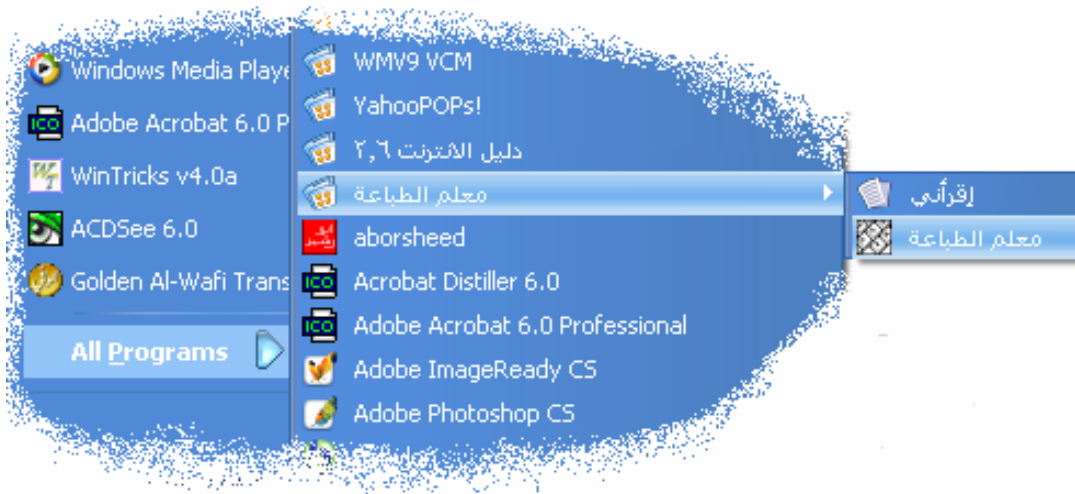 Windows Media Playe
Adobe Acrobat 6.0 P
WinTricks v4.0a
ACDSee 6.0
Golden Al-Wafi Trans
All Programs
WMV9 VCM
YahooPOPs!
دليل الانترنت ٢,٦
معلم الطباعة
aborsheed
Acrobat Distiller 6.0
Adobe Acrobat 6.0 Professional
Adobe ImageReady CS
Adobe Photoshop CS
إقرأني
معلم الطباعة